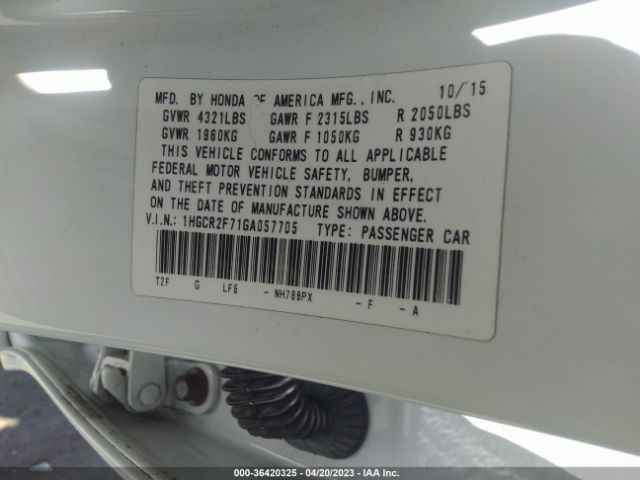 MFD. BY HONDA OF AMERICA MFG., INC. 10/15
GVWR 4321LBS GAWR F 2315LBS R 2050LBS
GVWR 1960KG GAWR F 1050KG R 930KG
THIS VEHICLE CONFORMS TO ALL APPLICABLE
FEDERAL MOTOR VEHICLE SAFETY, BUMPER,
AND THEFT PREVENTION STANDARDS IN EFFECT
ON THE DATE OF MANUFACTURE SHOWN ABOVE.
V.I.N.: 1HGCR2F71GA057705 TYPE: PASSENGER CAR
T2F G LF6 - NH788PX - F - A
000-36420325 - 04/20/2023 - IAA Inc.